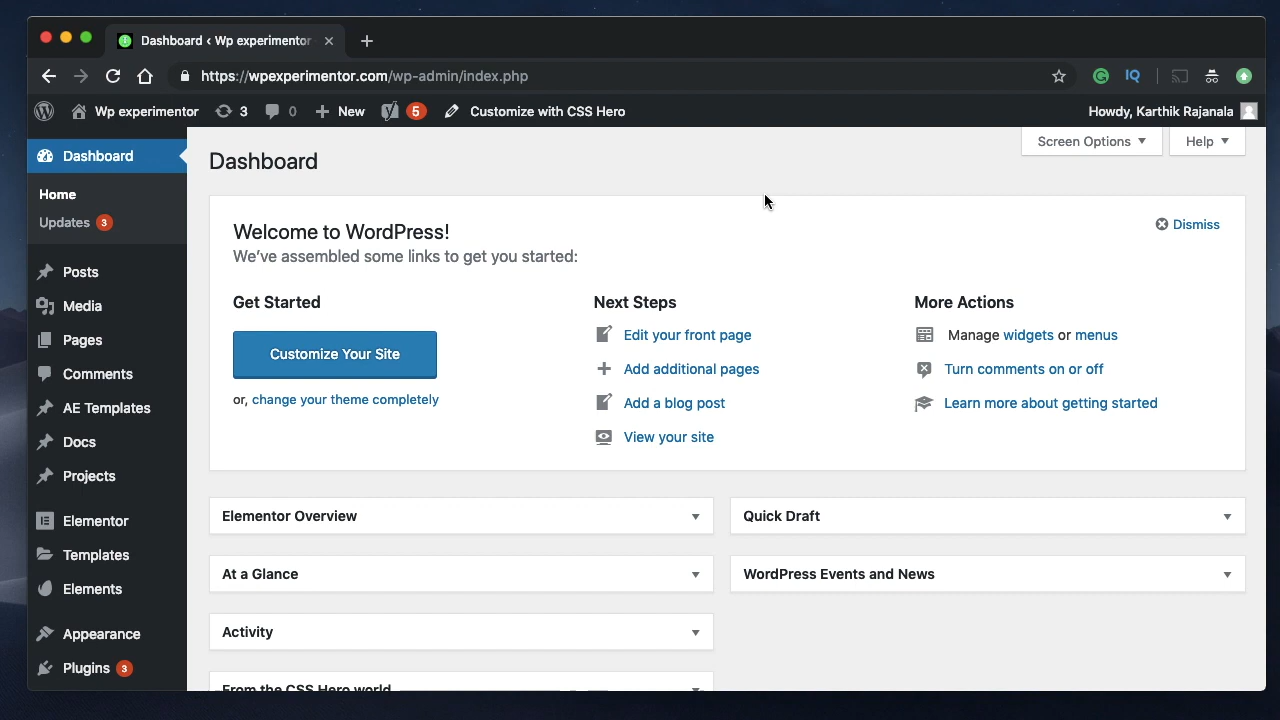 Dashboard ‹ Wp experimentor
https://wpexperimentor.com/wp-admin/index.php
Wp experimentor 3 0 New 5 Customize with CSS Hero Howdy, Karthik Rajanala
Dashboard
Home
Updates 3
Posts
Media
Pages
Comments
AE Templates
Docs
Projects
Elementor
Templates
Elements
Appearance
Plugins 3
Screen Options Help
Dashboard
Welcome to WordPress!
We've assembled some links to get you started:
Dismiss
Get Started
Customize Your Site
or, change your theme completely
Next Steps
Edit your front page
Add additional pages
Add a blog post
View your site
More Actions
Manage widgets or menus
Turn comments on or off
Learn more about getting started
Elementor Overview
At a Glance
Activity
From the CSS Hero world
Quick Draft
WordPress Events and News